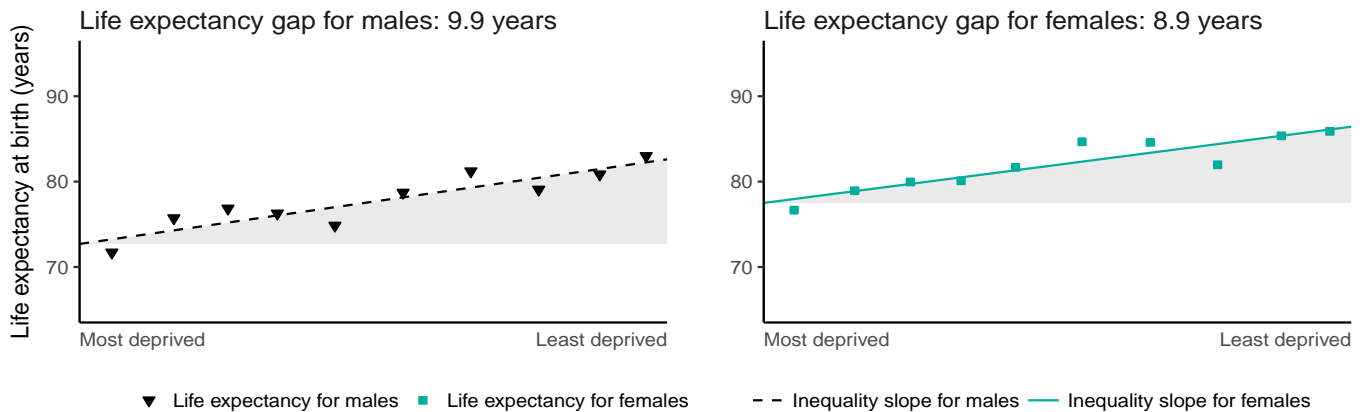 Life expectancy gap for males: 9.9 years
Life expectancy at birth (years)
90
80
70
Most deprived Least deprived
Life expectancy gap for females: 8.9 years
90
80
70
Most deprived Least deprived
Life expectancy for males Life expectancy for females Inequality slope for males Inequality slope for females